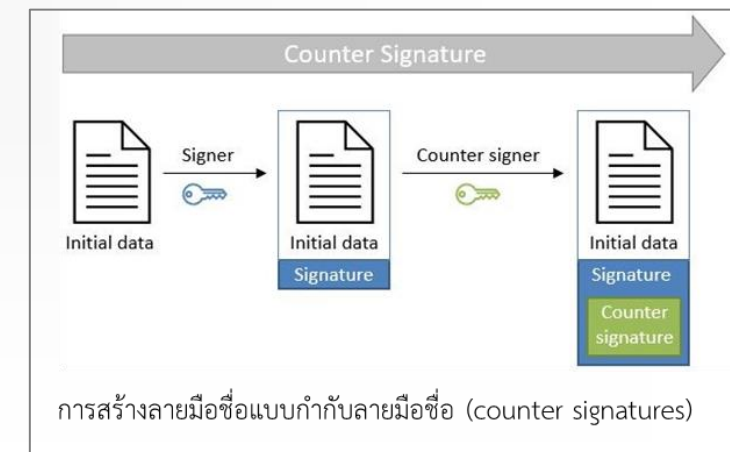 Counter Signature
Signer
Counter signer
Initial data
Initial data
Signature
Initial data
Signature
Counter
signature
การสร้างลายมือชื่อแบบกำกับลายมือชื่อ (counter signatures)